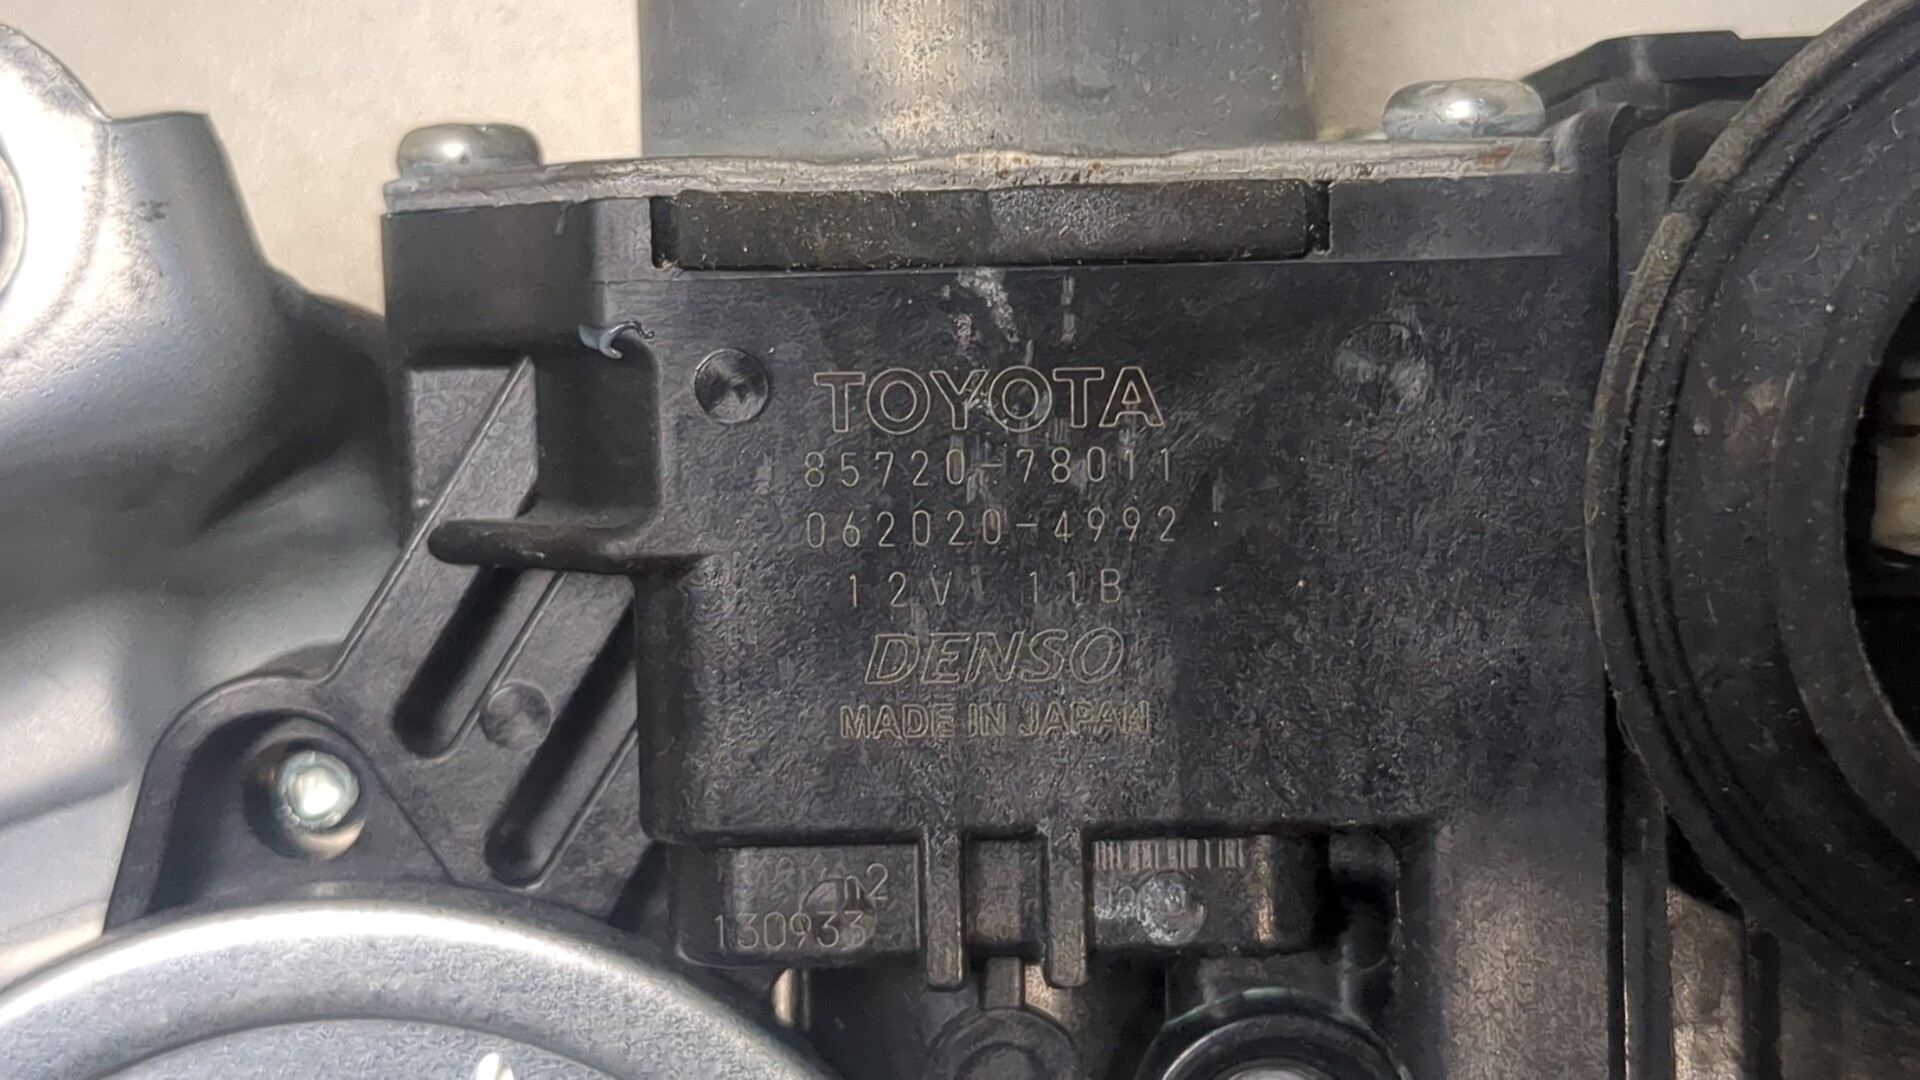 TOYOTA
85720-78011
062020-4992
12V 11B
DENSO
MADE IN JAPAN
130933